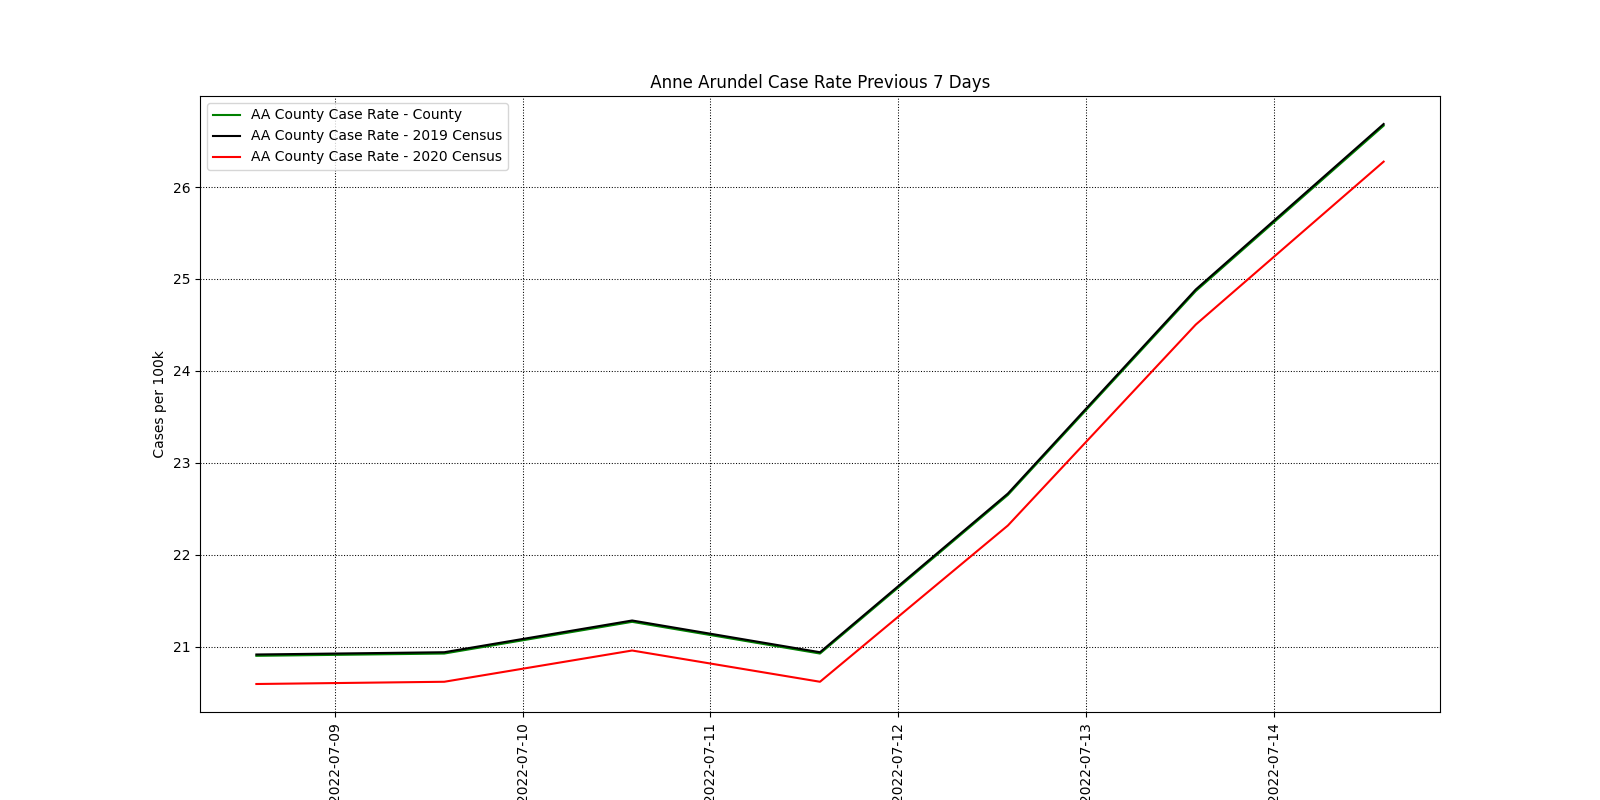 Anne Arundel Case Rate Previous 7 Days
AA County Case Rate - County
AA County Case Rate - 2019 Census
AA County Case Rate - 2020 Census
Cases per 100k
26
25
24
23
22
21
2022-07-09
2022-07-10
2022-07-11
2022-07-12
2022-07-13
2022-07-14